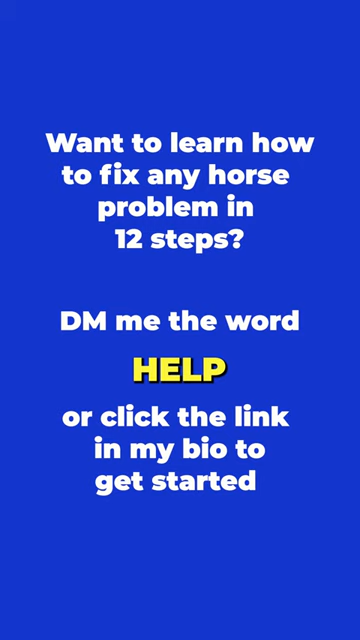 Want to learn how
to fix any horse
problem in
12 steps?
DM me the word
HELP
or click the link
in my bio to
get started